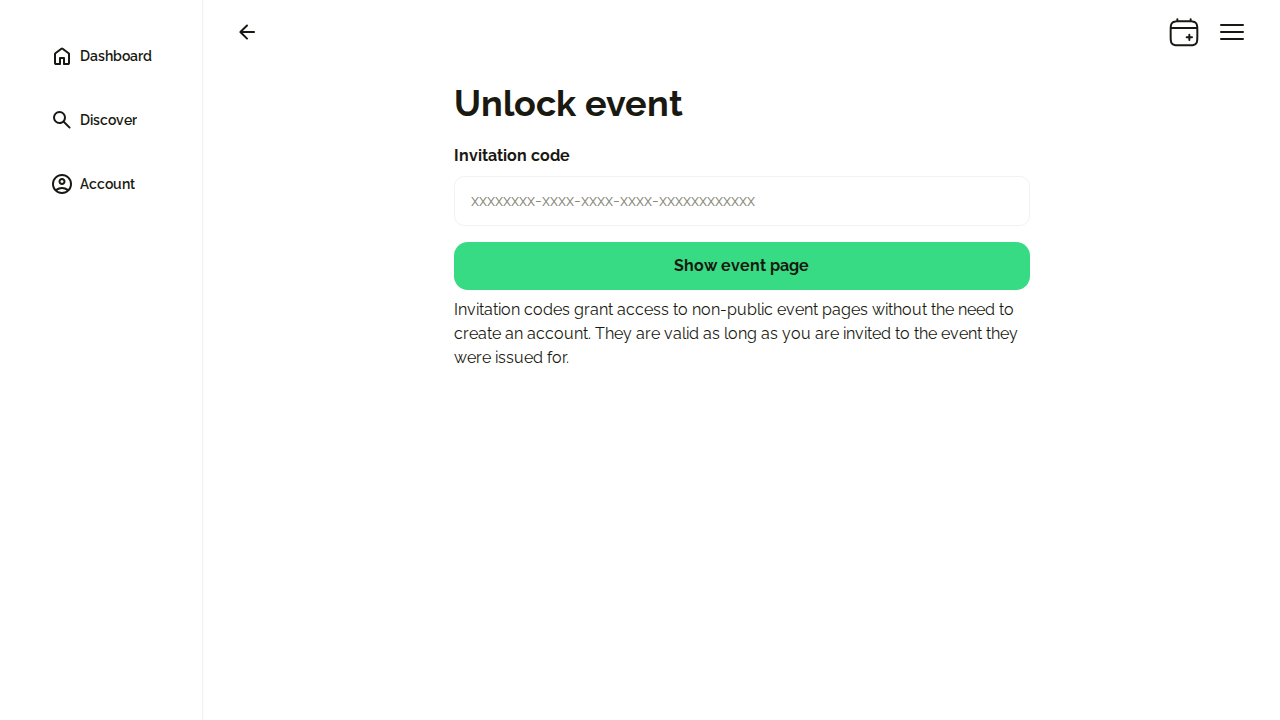 Dashboard
Discover
Account
Unlock event
Invitation code
xxxxxxxx-xxxx-xxxx-xxxx-xxxxxxxxxxxx
Show event page
Invitation codes grant access to non-public event pages without the need to
create an account. They are valid as long as you are invited to the event they
were issued for.